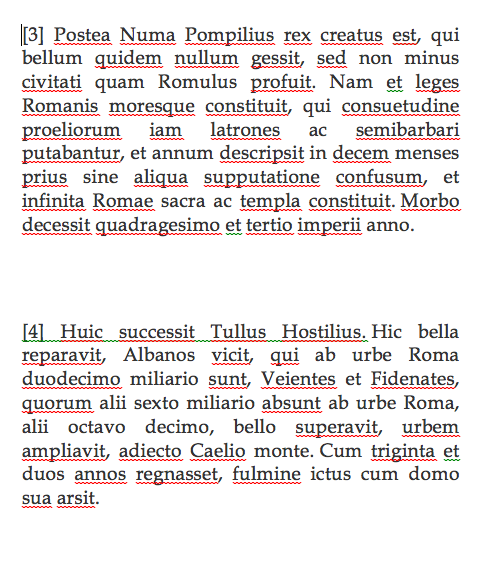 [3] Postea Numa Pompilius rex creatus est, qui
bellum quidem nullum gessit, sed non minus
civitati quam Romulus profuit. Nam et leges
Romanis moresque constituit, qui consuetudine
proeliorum iam latrones ac semibarbari
putabantur, et annum descripsit in decem menses
prius sine aliqua supputatione confusum, et
infinita Romae sacra ac templa constituit. Morbo
decessit quadragesimo et tertio imperii anno.
[4] Huic successit Tullus Hostilius. Hic bella
reparavit, Albanos vicit, qui ab urbe Roma
duodecimo miliario sunt, Veientes et Fidenates,
quorum alii sexto miliario absunt ab urbe Roma,
alii octavo decimo, bello superavit, urbem
ampliavit, adiecto Caelio monte. Cum triginta et
duos annos regnasset, fulmine ictus cum domo
sua arsit.